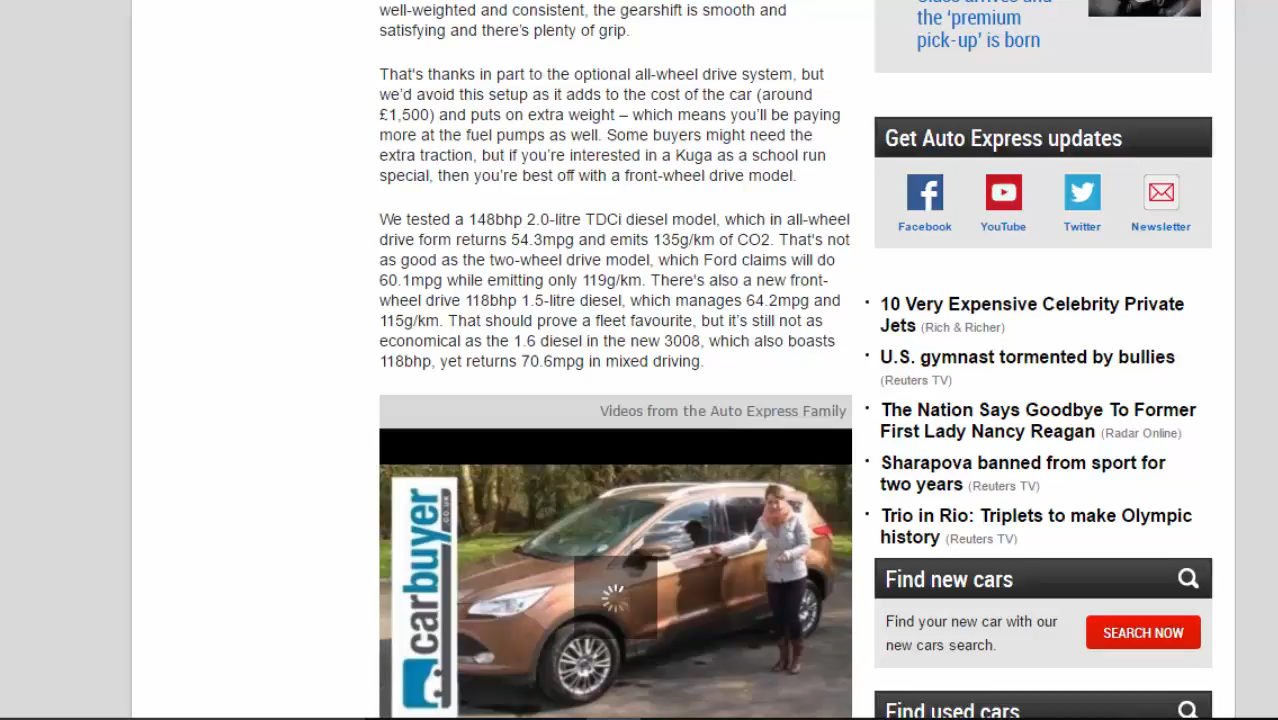 well-weighted and consistent, the gearshift is smooth and
satisfying and there's plenty of grip.
That's thanks in part to the optional all-wheel drive system, but
we'd avoid this setup as it adds to the cost of the car (around
£1,500) and puts on extra weight – which means you'll be paying
more at the fuel pumps as well. Some buyers might need the
extra traction, but if you're interested in a Kuga as a school run
special, then you're best off with a front-wheel drive model.
We tested a 148bhp 2.0-litre TDCi diesel model, which in all-wheel
drive form returns 54.3mpg and emits 135g/km of CO2. That's not
as good as the two-wheel drive model, which Ford claims will do
60.1mpg while emitting only 119g/km. There's also a new front-
wheel drive 118bhp 1.5-litre diesel, which manages 64.2mpg and
115g/km. That should prove a fleet favourite, but it's still not as
economical as the 1.6 diesel in the new 3008, which also boasts
118bhp, yet returns 70.6mpg in mixed driving.
Videos from the Auto Express Family
carbuyer
.co.uk
the 'premium
pick-up' is born
Get Auto Express updates
Facebook YouTube Twitter Newsletter
10 Very Expensive Celebrity Private
Jets (Rich & Richer)
U.S. gymnast tormented by bullies
(Reuters TV)
The Nation Says Goodbye To Former
First Lady Nancy Reagan (Radar Online)
Sharapova banned from sport for
two years (Reuters TV)
Trio in Rio: Triplets to make Olympic
history (Reuters TV)
Find new cars
Find your new car with our
new cars search.
SEARCH NOW
Find used cars